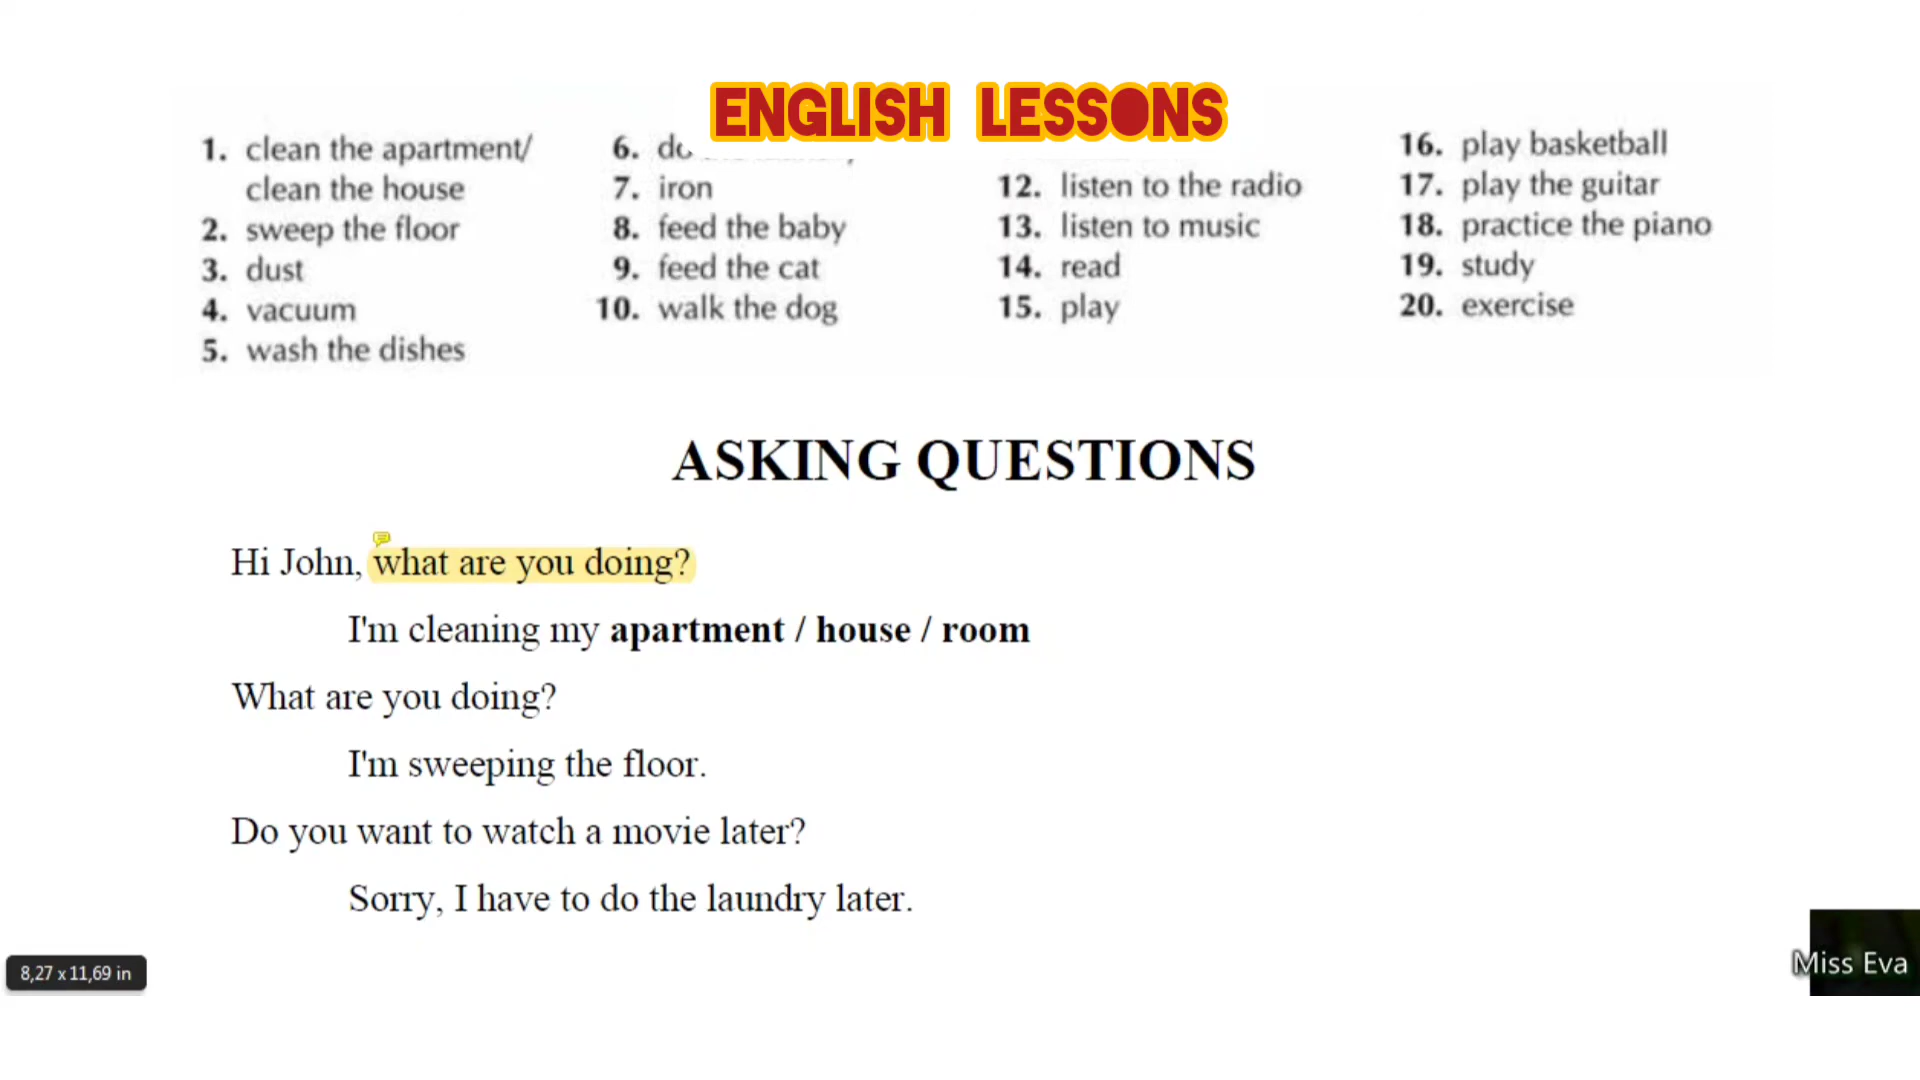 ENGLISH LESSONS
1. clean the apartment/
clean the house
2. sweep the floor
3. dust
4. vacuum
5. wash the dishes
6.
7. iron
8. feed the baby
9. feed the cat
10. walk the dog
12. listen to the radio
13. listen to music
14. read
15. play
16. play basketball
17. play the guitar
18. practice the piano
19. study
20. exercise
ASKING QUESTIONS
Hi John, what are you doing?
I'm cleaning my apartment / house / room
What are you doing?
I'm sweeping the floor.
Do you want to watch a movie later?
Sorry, I have to do the laundry later.
8,27 x 11,69 in
Miss Eva